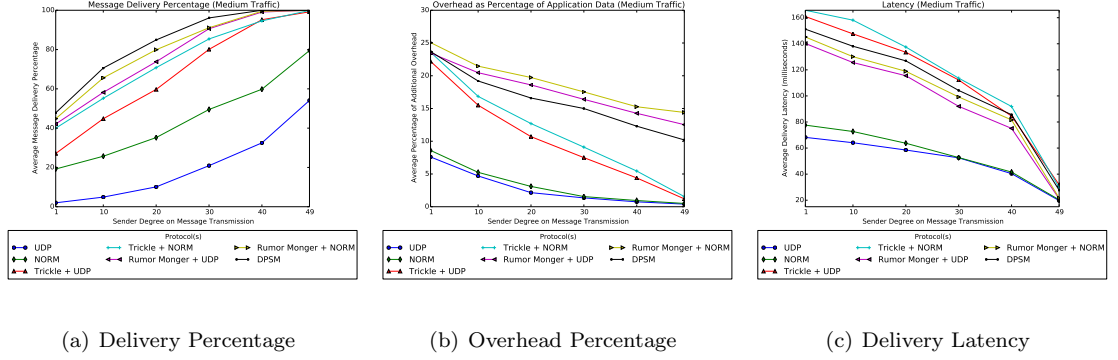 Message Delivery Percentage (Medium Traffic)
100
80
60
40
20
0
Average Message Delivery Percentage
1 10 20 30 40 49
Sender Degree on Message Transmission
Protocol(s)
UDP Trickle + NORM Rumor Monger + NORM
NORM Rumor Monger + UDP DPSM
Trickle + UDP
(a) Delivery Percentage
Overhead as Percentage of Application Data (Medium Traffic)
30
25
20
15
10
5
0
Average Percentage of Additional Overhead
1 10 20 30 40 49
Sender Degree on Message Transmission
Protocol(s)
UDP Trickle + NORM Rumor Monger + NORM
NORM Rumor Monger + UDP DPSM
Trickle + UDP
(b) Overhead Percentage
Latency (Medium Traffic)
160
140
120
100
80
60
40
20
Average Delivery Latency (milliseconds)
1 10 20 30 40 49
Sender Degree on Message Transmission
Protocol(s)
UDP Trickle + NORM Rumor Monger + NORM
NORM Rumor Monger + UDP DPSM
Trickle + UDP
(c) Delivery Latency